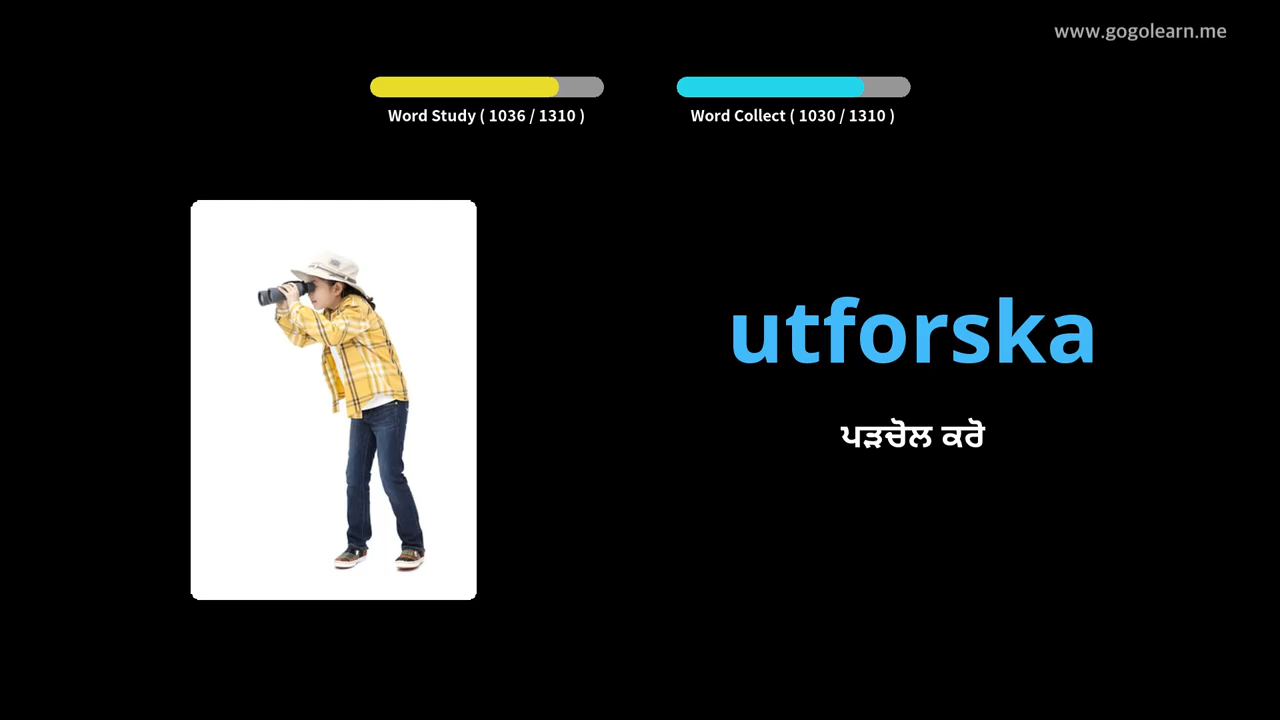 www.gogolearn.me
Word Study ( 1036 / 1310 )
Word Collect ( 1030 / 1310 )
utforska
ਪੜਚੋਲ ਕਰੋ